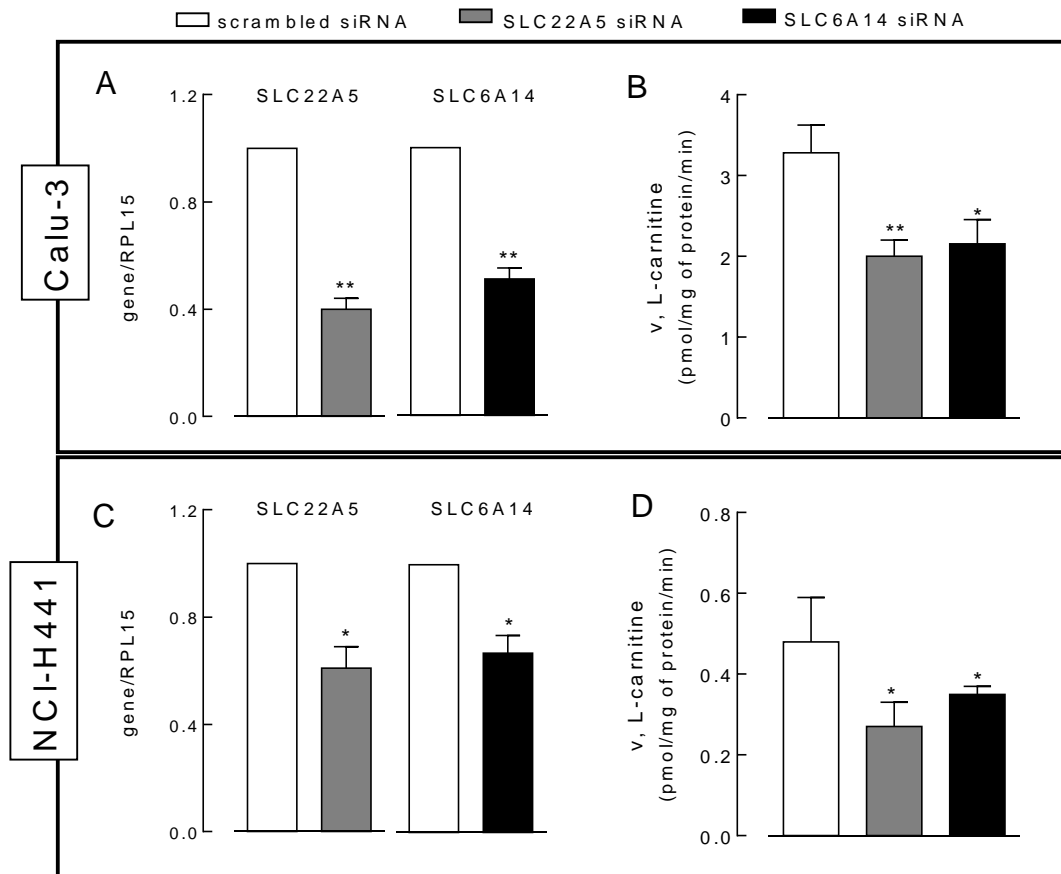 scrambled siRNA SLC22A5 siRNA SLC6A14 siRNA
Calu-3
A
SLC22A5 SLC6A14
gene/RPL15
1.2
0.8
0.4
0.0
**
**
B
v, L-carnitine
(pmol/mg of protein/min)
4
3
2
1
0
**
*
NCI-H441
C
SLC22A5 SLC6A14
gene/RPL15
1.2
0.8
0.4
0.0
*
*
D
v, L-carnitine
(pmol/mg of protein/min)
0.8
0.6
0.4
0.2
0.0
*
*